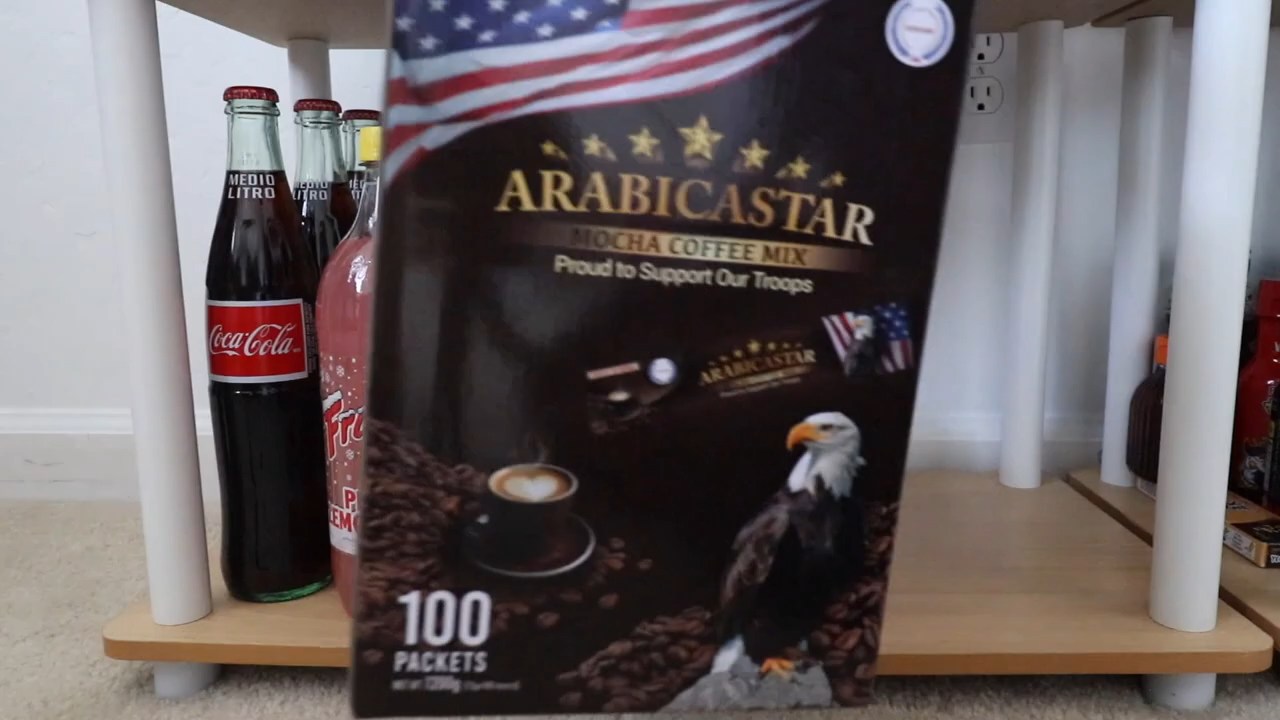 ARABICASTAR
MOCHA COFFEE MIX
Proud to Support Our Troops
ARABICASTAR
100
PACKETS
MEDIO
LITRO
Coca-Cola
MEDIO
LITRO